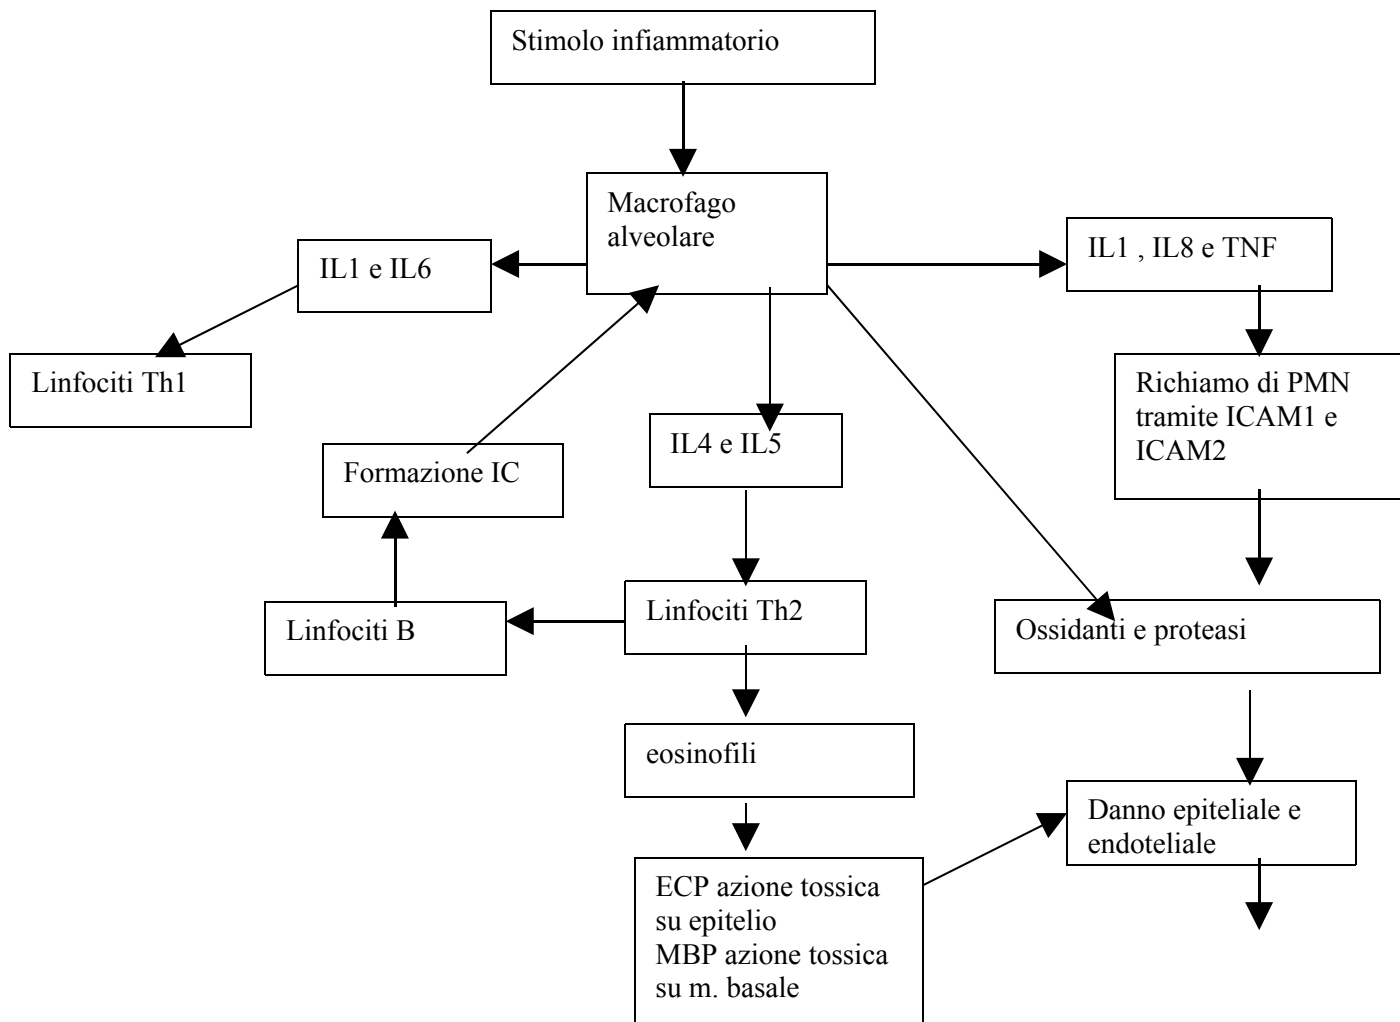 Stimolo infiammatorio
Macrofago
alveolare
IL1 e IL6
IL1 , IL8 e TNF
Linfociti Th1
Richiamo di PMN
tramite ICAM1 e
ICAM2
IL4 e IL5
Formazione IC
Linfociti B
Linfociti Th2
Ossidanti e proteasi
eosinofili
Danno epiteliale e
endoteliale
ECP azione tossica
su epitelio
MBP azione tossica
su m. basale